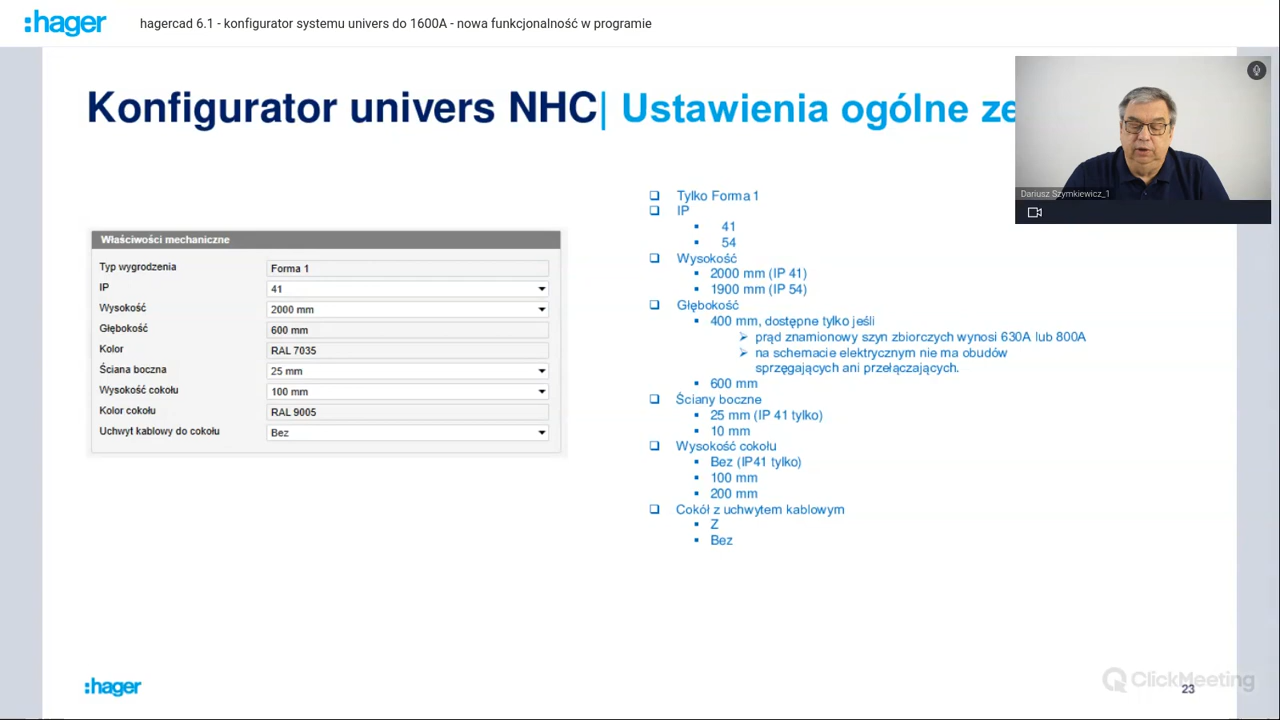 :hager
hagercad 6.1 - konfigurator systemu univers do 1600A - nowa funkcjonalność w programie
Konfigurator univers NHC| Ustawienia ogólne ze
Dariusz Szymkiewicz_1
Właściwości mechaniczne
Typ wygrodzenia Forma 1
IP 41
Wysokość 2000 mm
Głębokość 600 mm
Kolor RAL 7035
Ściana boczna 25 mm
Wysokość cokołu 100 mm
Kolor cokołu RAL 9005
Uchwyt kablowy do cokołu Bez
Tylko Forma 1
IP
41
54
Wysokość
2000 mm (IP 41)
1900 mm (IP 54)
Głębokość
400 mm, dostępne tylko jeśli
prąd znamionowy szyn zbiorczych wynosi 630A lub 800A
na schemacie elektrycznym nie ma obudów
sprzęgających ani przełączających.
600 mm
Ściany boczne
25 mm (IP 41 tylko)
10 mm
Wysokość cokołu
Bez (IP41 tylko)
100 mm
200 mm
Cokół z uchwytem kablowym
Z
Bez
:hager
ClickMeeting
23